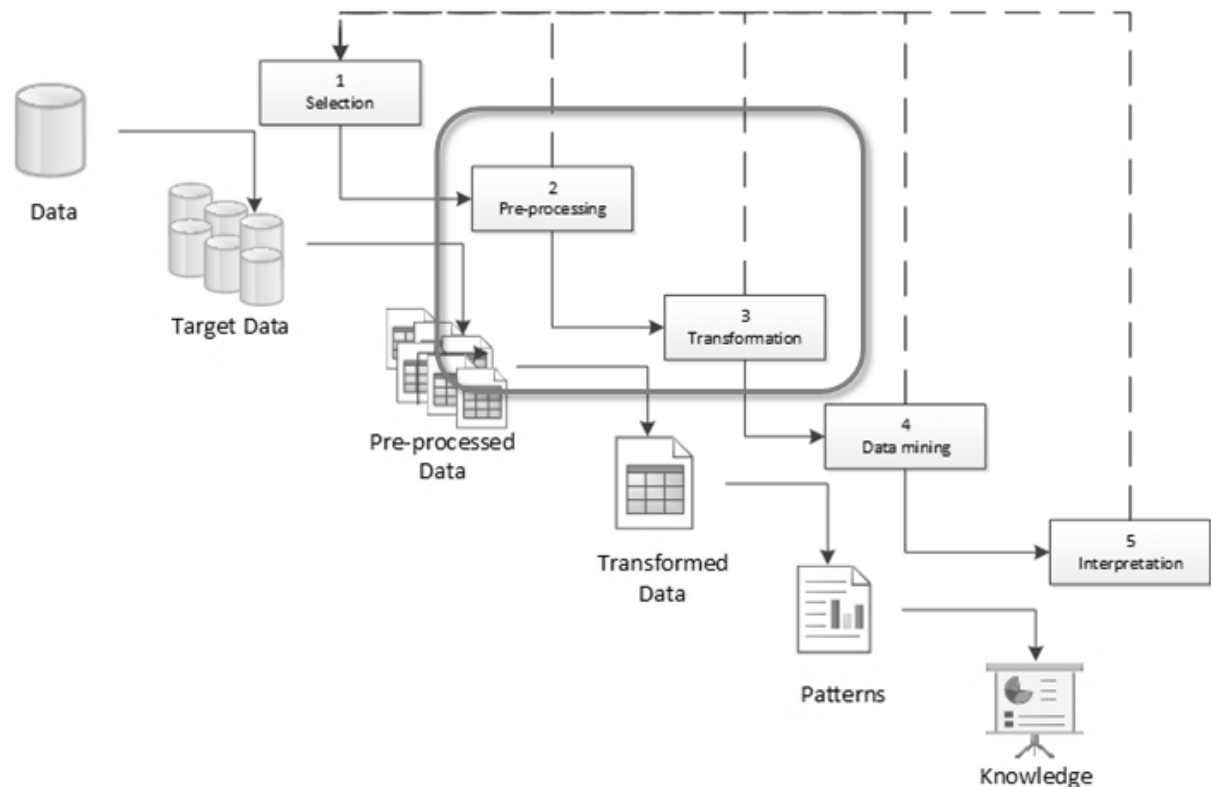 1
Selection
Data
2
Pre-processing
Target Data
3
Transformation
Pre-processed
Data
4
Data mining
Transformed
Data
5
Interpretation
Patterns
Knowledge